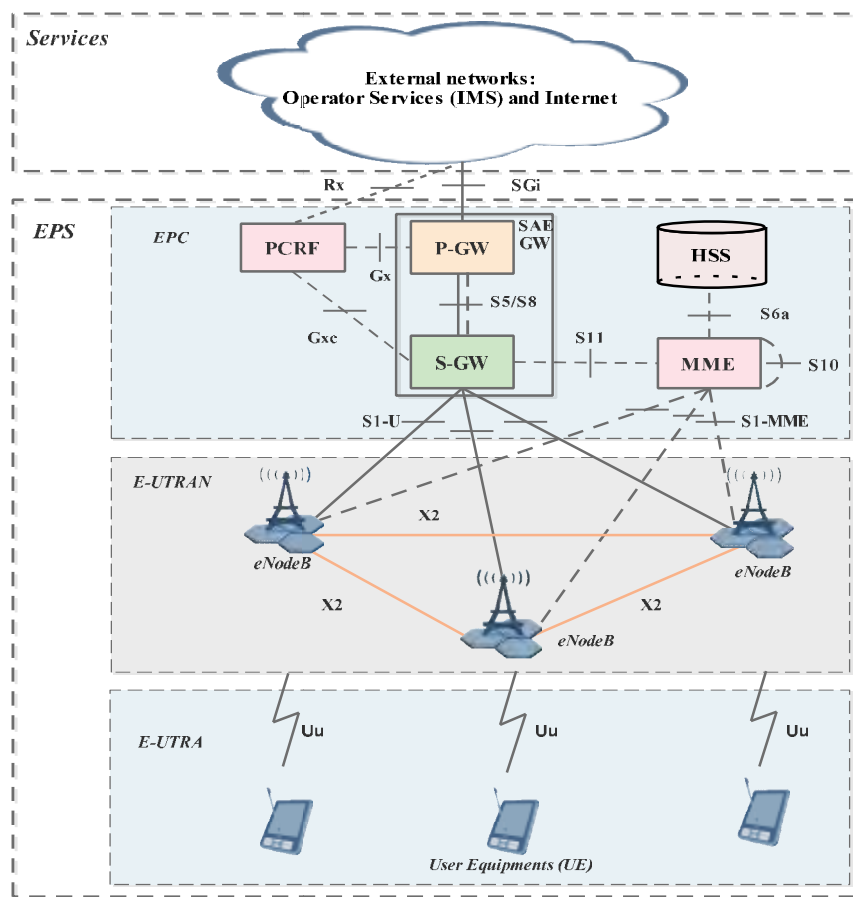 Services
External networks:
Operator Services (IMS) and Internet
Rx
SGi
EPS
EPC
SAE
GW
PCRF
P-GW
HSS
Gx
S5/S8
S6a
Gxc
S11
S-GW
MME
S10
S1-U
S1-MME
E-UTRAN
X2
eNodeB
eNodeB
X2
X2
eNodeB
Uu
Uu
Uu
E-UTRA
User Equipments (UE)